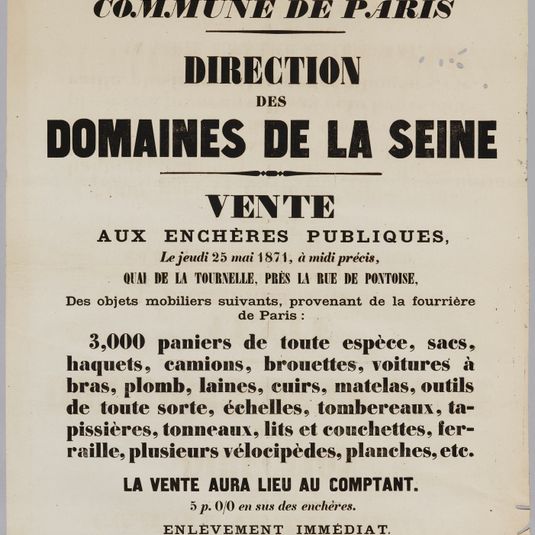 COMMUNE DE PARIS
DIRECTION
DES
DOMAINES DE LA SEINE
VENTE
AUX ENCHÈRES PUBLIQUES,
Le jeudi 25 mai 1871, à midi précis,
QUAI DE LA TOURNELLE, PRÈS LA RUE DE PONTOISE,
Des objets mobiliers suivants, provenant de la fourrière
de Paris :
3,000 paniers de toute espèce, sacs,
haquets, camions, brouettes, voitures à
bras, plomb, laines, cuirs, matelas, outils
de toute sorte, échelles, tombereaux, ta-
pissières, tonneaux, lits et couchettes, fer-
raille, plusieurs vélocipèdes, planches, etc.
LA VENTE AURA LIEU AU COMPTANT.
5 p. 0/0 en sus des enchères.
ENLÈVEMENT IMMÉDIAT.